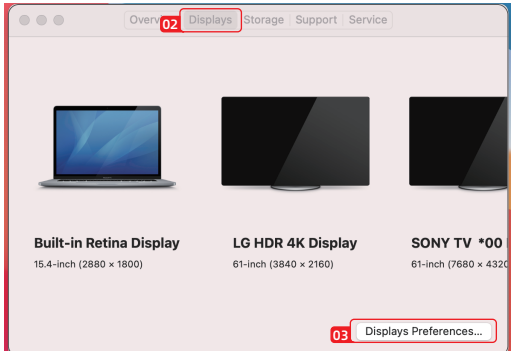 Overv
02
Displays
Storage
Support
Service
Built-in Retina Display
15.4-inch (2880 × 1800)
LG HDR 4K Display
61-inch (3840 × 2160)
SONY TV *00
61-inch (7680 × 4320
03
Displays Preferences...